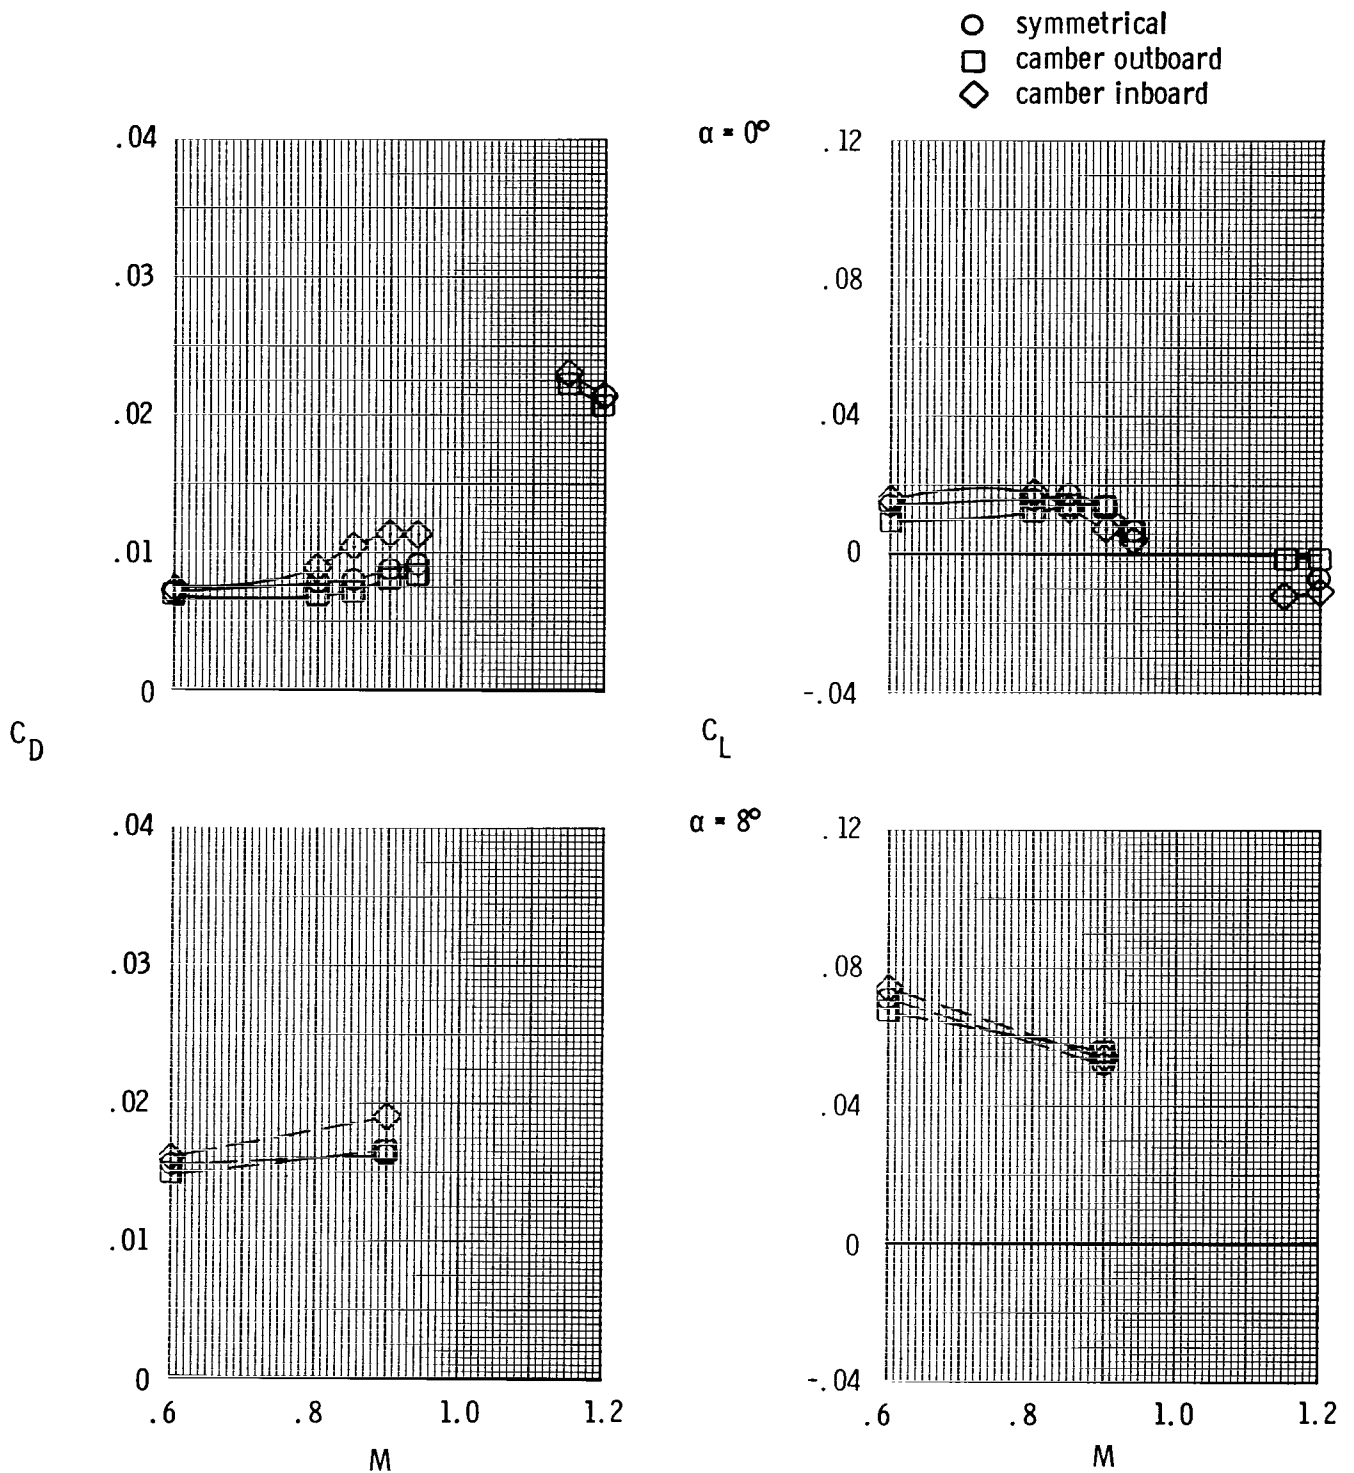 symmetrical
camber outboard
camber inboard
α = 0°
.04
.03
.02
.01
0
C_D
.12
.08
.04
0
-.04
C_L
α = 8°
.04
.03
.02
.01
0
.6 .8 1.0 1.2
M
.12
.08
.04
0
-.04
.6 .8 1.0 1.2
M